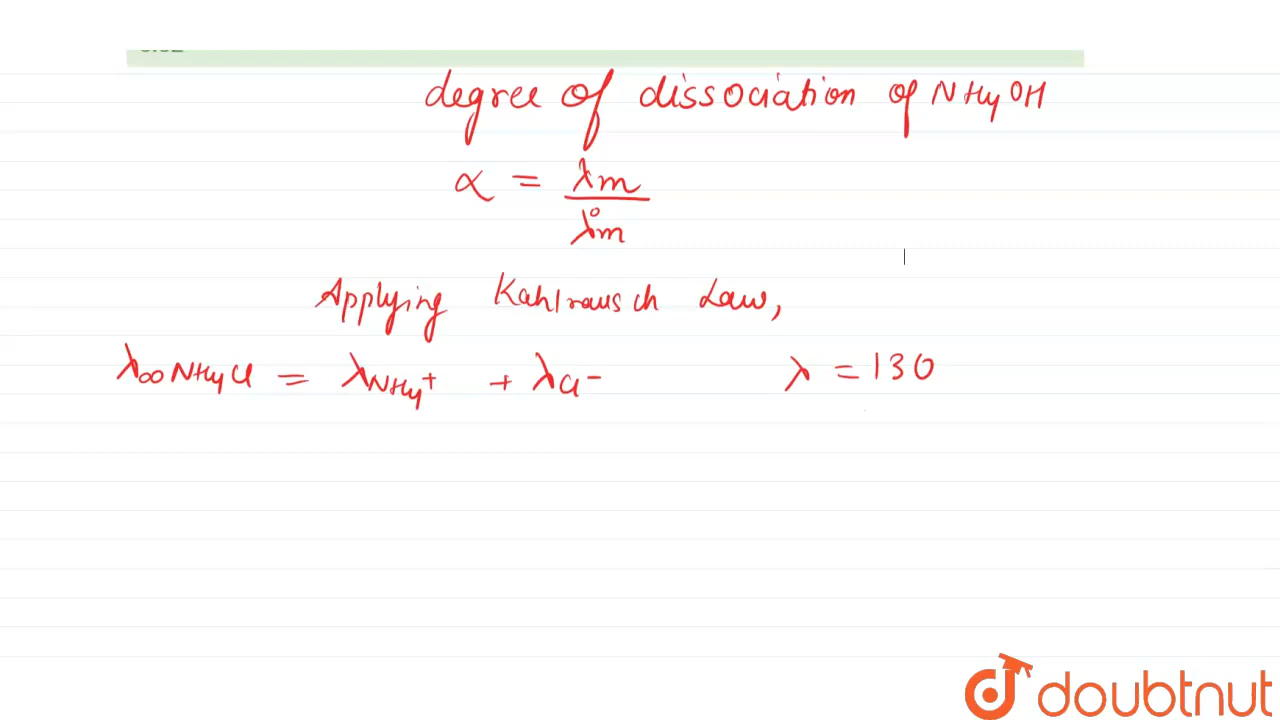 degree of dissociation of NH4OH
α = λm / λ°m
Applying Kahlrausch Law,
λ∞ NH4Cl = λNH4+ + λCl- λ = 130
doubtnut